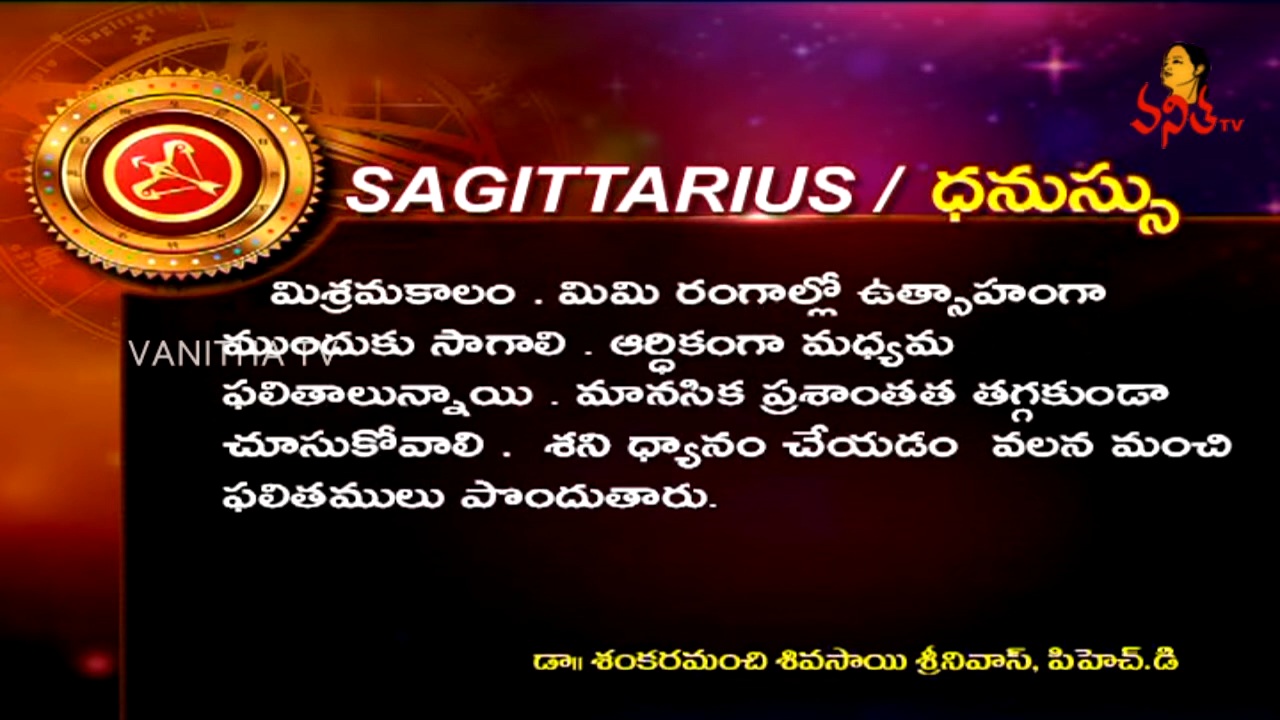 వనిత TV
SAGITTARIUS / ధనుస్సు
మిశ్రమకాలం . మిమి రంగాల్లో ఉత్సాహంగా
ముందుకు సాగాలి . ఆర్ధికంగా మధ్యమ
VANITHA TV
ఫలితాలున్నాయి . మానసిక ప్రశాంతత తగ్గకుండా
చూసుకోవాలి . శని ధ్యానం చేయడం వలన మంచి
ఫలితములు పొందుతారు.
డా॥ శంకరమంచి శివసాయి శ్రీనివాస్, పిహెచ్.డి